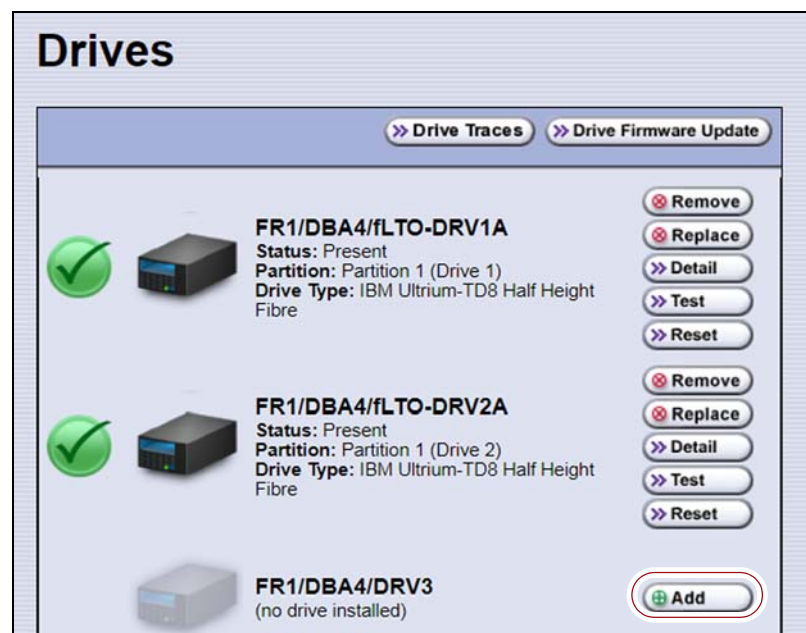 Drives
Drive Traces
Drive Firmware Update
FR1/DBA4/fLTO-DRV1A
Status: Present
Partition: Partition 1 (Drive 1)
Drive Type: IBM Ultrium-TD8 Half Height
Fibre
Remove
Replace
Detail
Test
Reset
FR1/DBA4/fLTO-DRV2A
Status: Present
Partition: Partition 1 (Drive 2)
Drive Type: IBM Ultrium-TD8 Half Height
Fibre
Remove
Replace
Detail
Test
Reset
FR1/DBA4/DRV3
(no drive installed)
Add